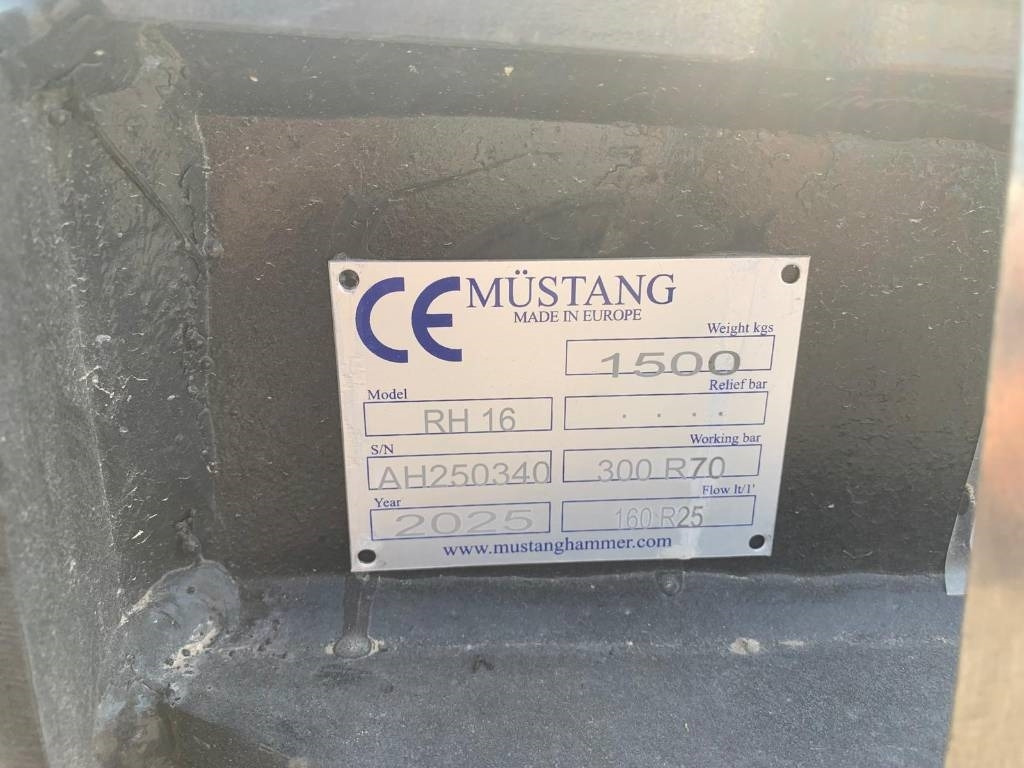 CE MÜSTANG
MADE IN EUROPE
Weight kgs
1500
Model
Relief bar
RH 16
. . . .
S/N
Working bar
AH250340
300 R70
Year
Flow lt/1'
2025
160 R25
www.mustanghammer.com